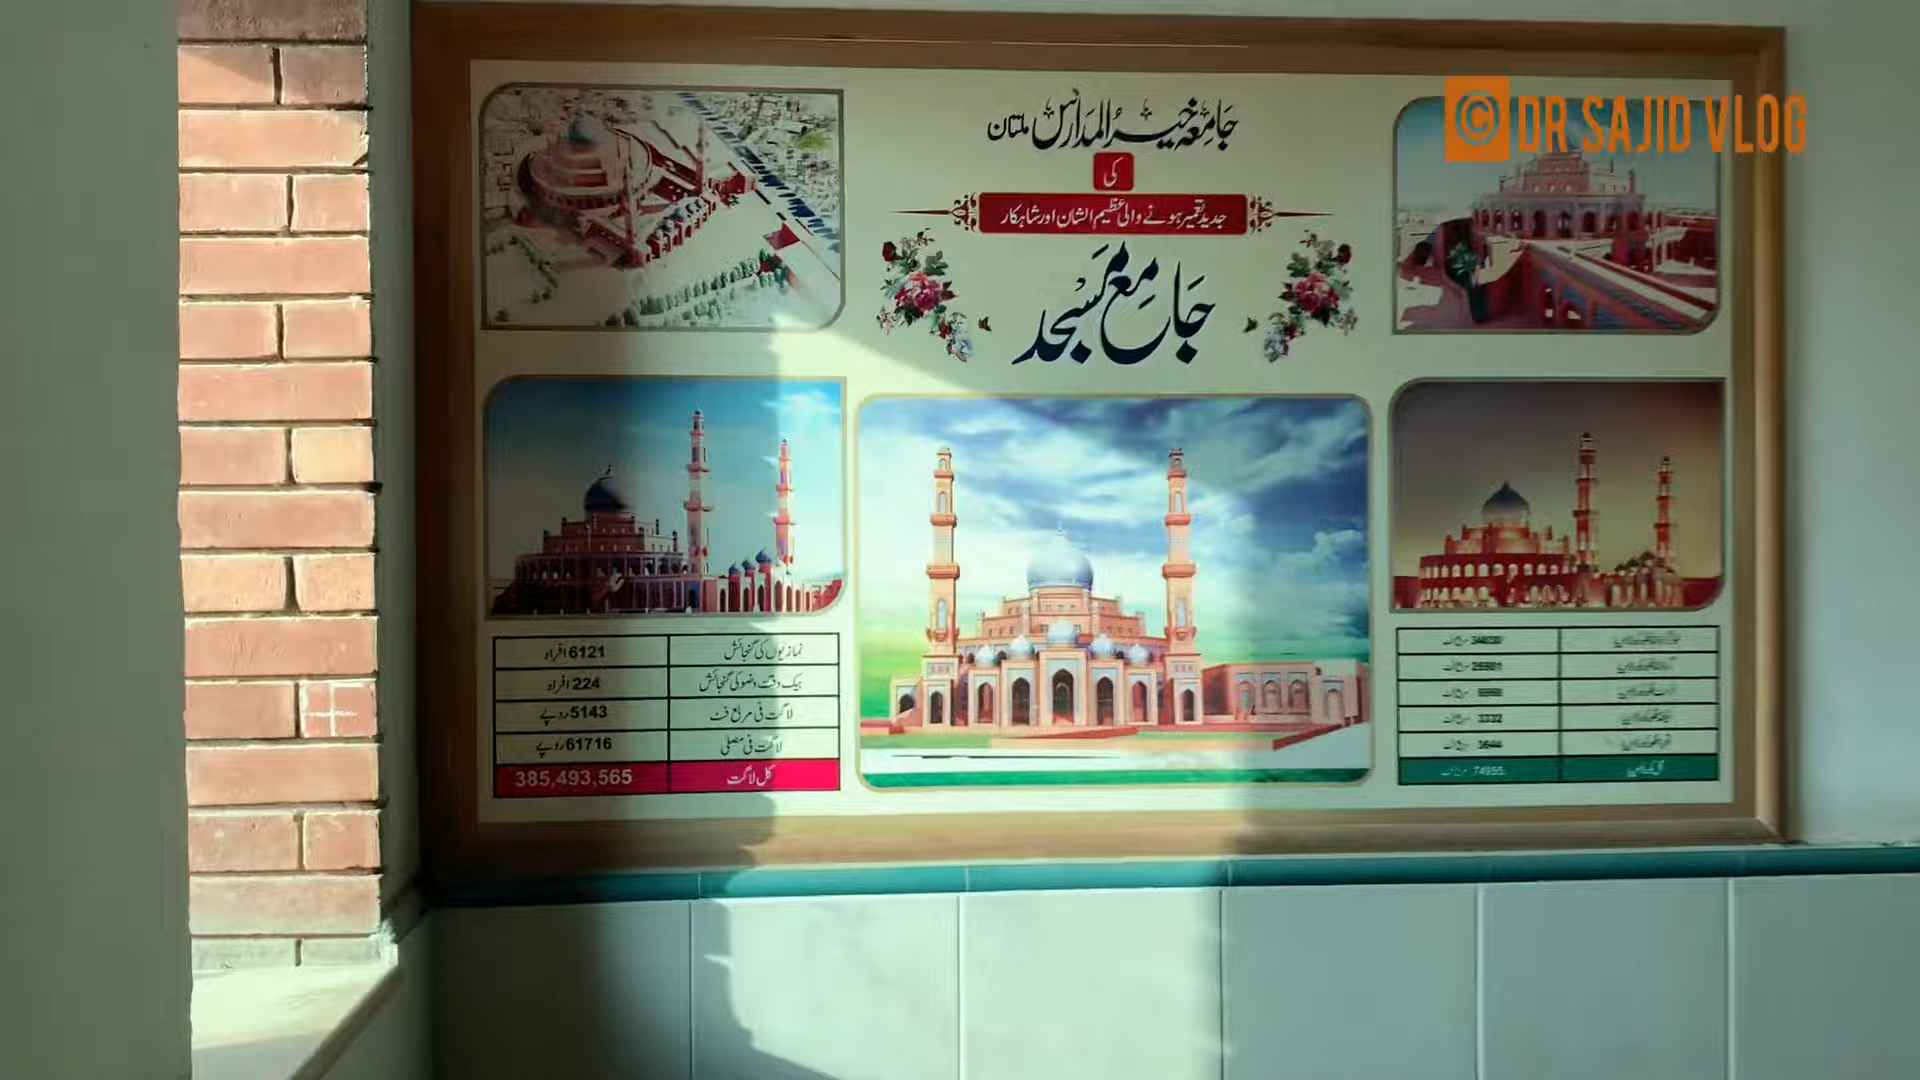 DR SAJID VLOG
جامعہ خیر المدارس ملتان
کی
جدید تعمیر ہونے والی عظیم الشان اور شاہکار
جامع مسجد
نمازیوں کی گنجائش 6121 افراد
بیک وقت وضو کی گنجائش 224 افراد
لاگت فی مربع فٹ 5143 روپے
لاگت فی مصلی 61716 روپے
کل لاگت 385,493,565
3332
74955